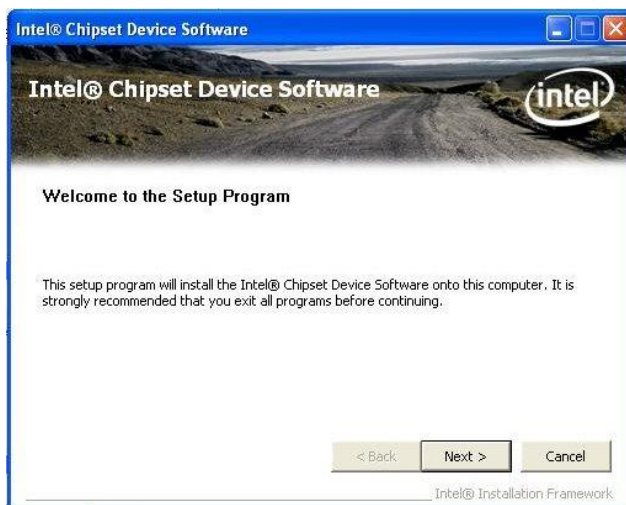 Intel® Chipset Device Software
Intel® Chipset Device Software
intel
Welcome to the Setup Program
This setup program will install the Intel® Chipset Device Software onto this computer. It is
strongly recommended that you exit all programs before continuing.
< Back Next > Cancel
Intel® Installation Framework